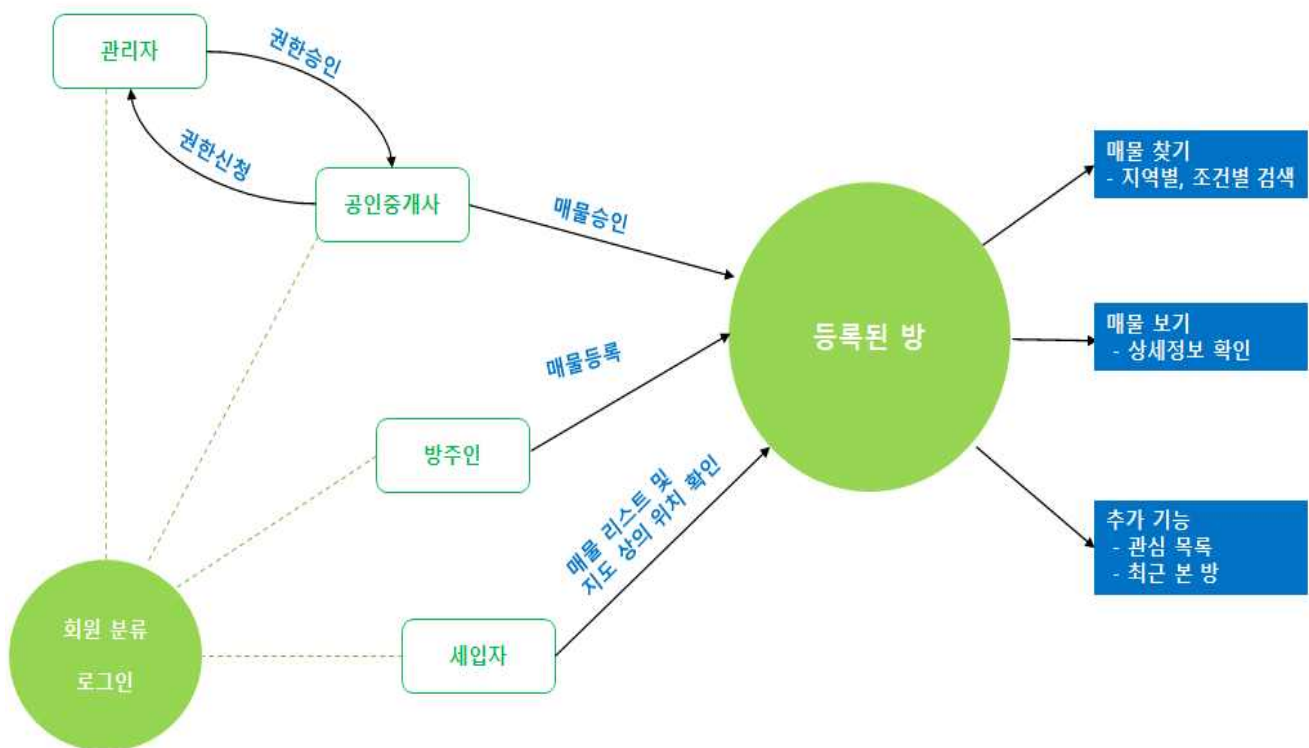 관리자
권한승인
권한신청
공인중개사
매물승인
매물 찾기
- 지역별, 조건별 검색
등록된 방
매물 보기
- 상세정보 확인
매물등록
방주인
매물 리스트 및
지도 상의 위치 확인
추가 기능
- 관심 목록
- 최근 본 방
회원 분류
로그인
세입자